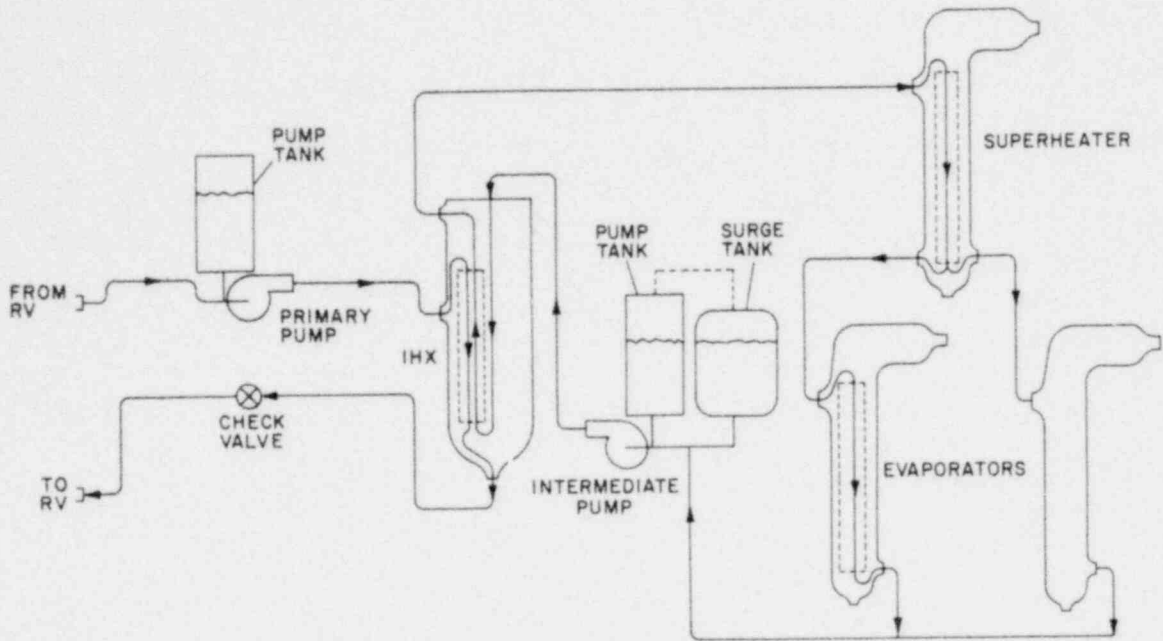 PUMP
TANK
FROM
RV
PRIMARY
PUMP
IHX
CHECK
VALVE
TO
RV
PUMP
TANK
SURGE
TANK
INTERMEDIATE
PUMP
SUPERHEATER
EVAPORATORS